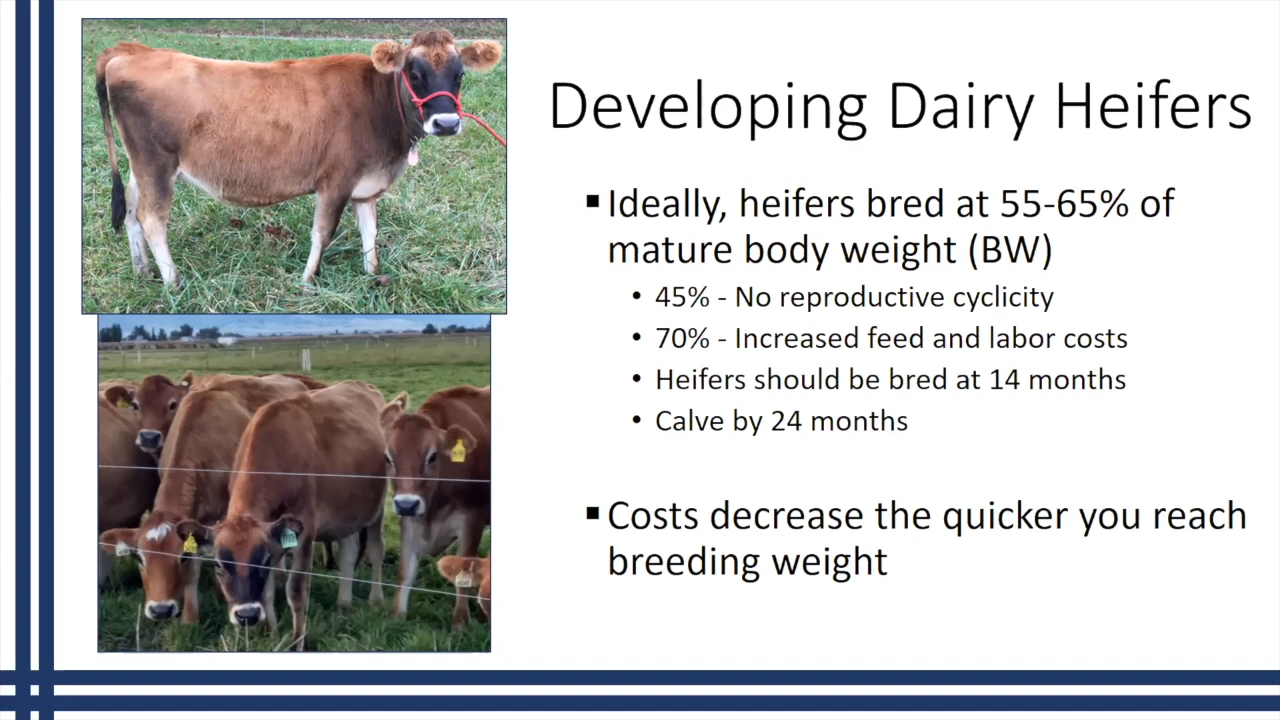 Developing Dairy Heifers
▪ Ideally, heifers bred at 55-65% of
mature body weight (BW)
• 45% - No reproductive cyclicity
• 70% - Increased feed and labor costs
• Heifers should be bred at 14 months
• Calve by 24 months
▪ Costs decrease the quicker you reach
breeding weight